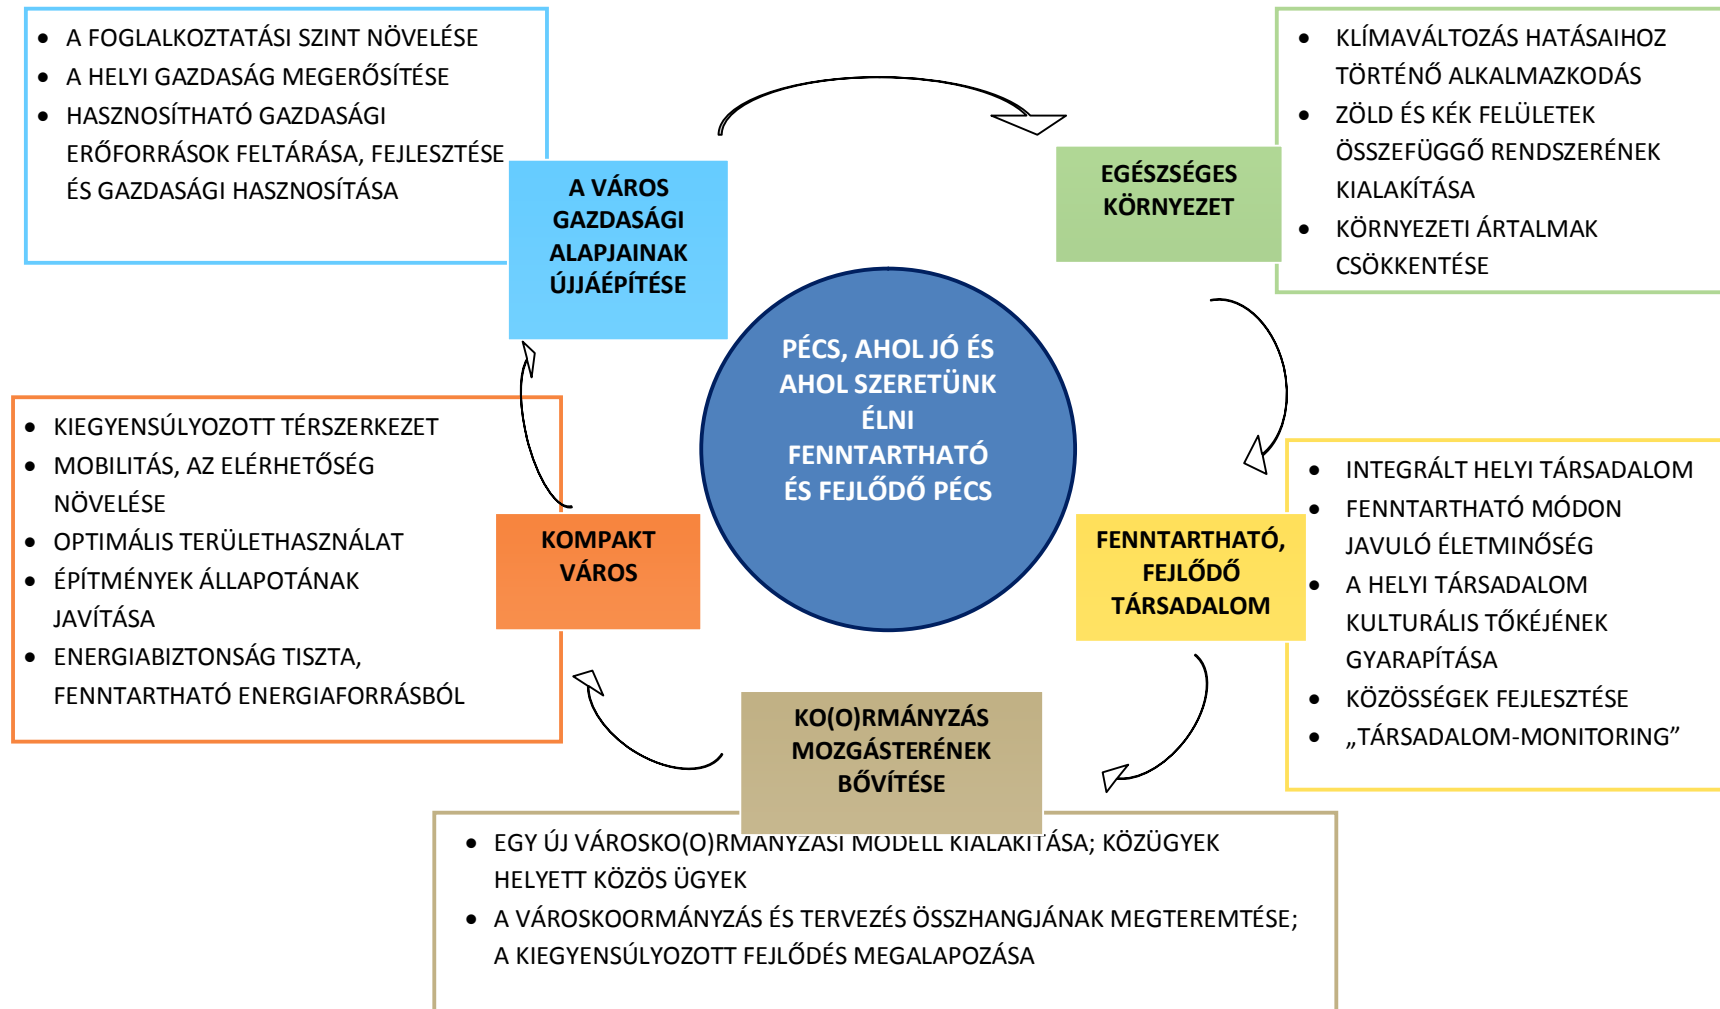 • A FOGLALKOZTATÁSI SZINT NÖVELÉSE
• A HELYI GAZDASÁG MEGERŐSÍTÉSE
• HASZNOSÍTHATÓ GAZDASÁGI
ERŐFORRÁSOK FELTÁRÁSA, FEJLESZTÉSE
ÉS GAZDASÁGI HASZNOSÍTÁSA
A VÁROS
GAZDASÁGI
ALAPJAINAK
ÚJJÁÉPÍTÉSE
EGÉSZSÉGES
KÖRNYEZET
• KLÍMAVÁLTOZÁS HATÁSAIHOZ
TÖRTÉNŐ ALKALMAZKODÁS
• ZÖLD ÉS KÉK FELÜLETEK
ÖSSZEFÜGGŐ RENDSZERÉNEK
KIALAKÍTÁSA
• KÖRNYEZETI ÁRTALMAK
CSÖKKENTÉSE
PÉCS, AHOL JÓ ÉS
AHOL SZERETÜNK
ÉLNI
FENNTARTHATÓ
ÉS FEJLŐDŐ PÉCS
• KIEGYENSÚLYOZOTT TÉRSZERKEZET
• MOBILITÁS, AZ ELÉRHETŐSÉG
NÖVELÉSE
• OPTIMÁLIS TERÜLETHASZNÁLAT
• ÉPÍTMÉNYEK ÁLLAPOTÁNAK
JAVÍTÁSA
• ENERGIABIZTONSÁG TISZTA,
FENNTARTHATÓ ENERGIAFORRÁSBÓL
KOMPAKT
VÁROS
FENNTARTHATÓ,
FEJLŐDŐ
TÁRSADALOM
• INTEGRÁLT HELYI TÁRSADALOM
• FENNTARTHATÓ MÓDON
JAVULÓ ÉLETMINŐSÉG
• A HELYI TÁRSADALOM
KULTURÁLIS TŐKÉJÉNEK
GYARAPÍTÁSA
• KÖZÖSSÉGEK FEJLESZTÉSE
• „TÁRSADALOM-MONITORING”
KO(O)RMÁNYZÁS
MOZGÁSTERÉNEK
BŐVÍTÉSE
• EGY ÚJ VÁROSKO(O)RMÁNYZÁSI MODELL KIALAKÍTÁSA; KÖZÜGYEK
HELYETT KÖZÖS ÜGYEK
• A VÁROSKOORMÁNYZÁS ÉS TERVEZÉS ÖSSZHANGJÁNAK MEGTEREMTÉSE;
A KIEGYENSÚLYOZOTT FEJLŐDÉS MEGALAPOZÁSA